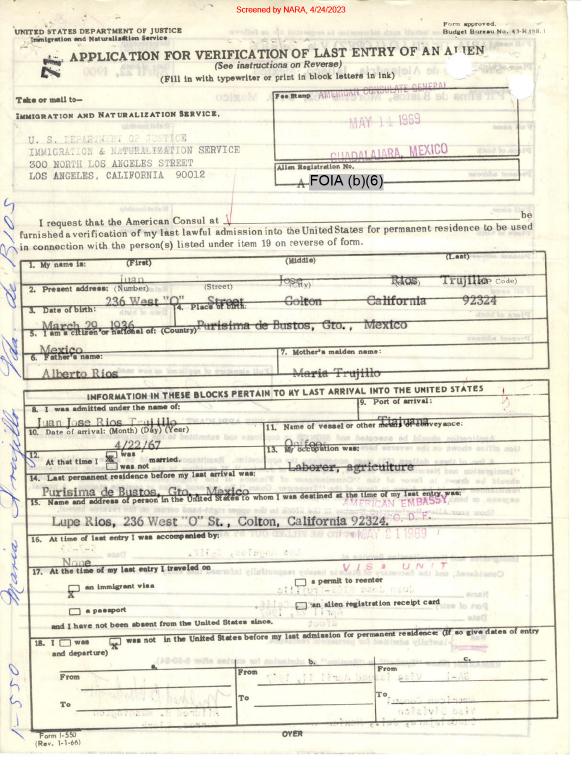 Screened by NARA, 4/24/2023
Form approved.
Budget Bureau No. 43-R398.1
UNITED STATES DEPARTMENT OF JUSTICE
Immigration and Naturalization Service
71
APPLICATION FOR VERIFICATION OF LAST ENTRY OF AN ALIEN
(See instructions on Reverse)
(Fill in with typewriter or print in block letters in ink)
Take or mail to—
IMMIGRATION AND NATURALIZATION SERVICE,
U. S. DEPARTMENT OF JUSTICE
IMMIGRATION & NATURALIZATION SERVICE
300 NORTH LOS ANGELES STREET
LOS ANGELES, CALIFORNIA 90012
Fee Stamp
AMERICAN CONSULATE GENERAL
MAY 11 1969
GUADALAJARA, MEXICO
Alien Registration No.
A FOIA (b)(6)
I request that the American Consul at be
furnished a verification of my last lawful admission into the United States for permanent residence to be used
in connection with the person(s) listed under item 19 on reverse of form.
1. My name is: (First) (Middle) (Last)
Juan Jose Rios Trujillo
2. Present address: (Number) (Street) (City) Code)
236 West "O" Street Colton California 92324
3. Date of birth: 4. Place of birth:
March 29, 1936 Purisima de Bustos, Gto., Mexico
5. I am a citizen or national of: (Country)
Mexico
6. Father's name: 7. Mother's maiden name:
Alberto Rios Maria Trujillo
INFORMATION IN THESE BLOCKS PERTAIN TO MY LAST ARRIVAL INTO THE UNITED STATES
8. I was admitted under the name of: 9. Port of arrival:
Juan Jose Rios Trujillo Tiajuana
10. Date of arrival: (Month) (Day) (Year) 11. Name of vessel or other means of conveyance:
4/22/67
12. At that time I was married. was not
13. My occupation was:
Laborer, agriculture
14. Last permanent residence before my last arrival was:
Purisima de Bustos, Gto., Mexico
15. Name and address of person in the United States to whom I was destined at the time of my last entry was:
AMERICAN EMBASSY
Lupe Rios, 236 West "O" St., Colton, California 92324.
D. F.
16. At time of last entry I was accompanied by:
MAY 21 1969
None
VISA UNIT
17. At the time of my last entry I traveled on
X an immigrant visa a permit to reenter
a passport an alien registration receipt card
and I have not been absent from the United States since.
18. I was X was not in the United States before my last admission for permanent residence: (If so give dates of entry
and departure)
a. b. c.
From From From
To To To
Form I-550
(Rev. 1-1-66)
OVER
I-550 Maria Trujillo Vda de Rios